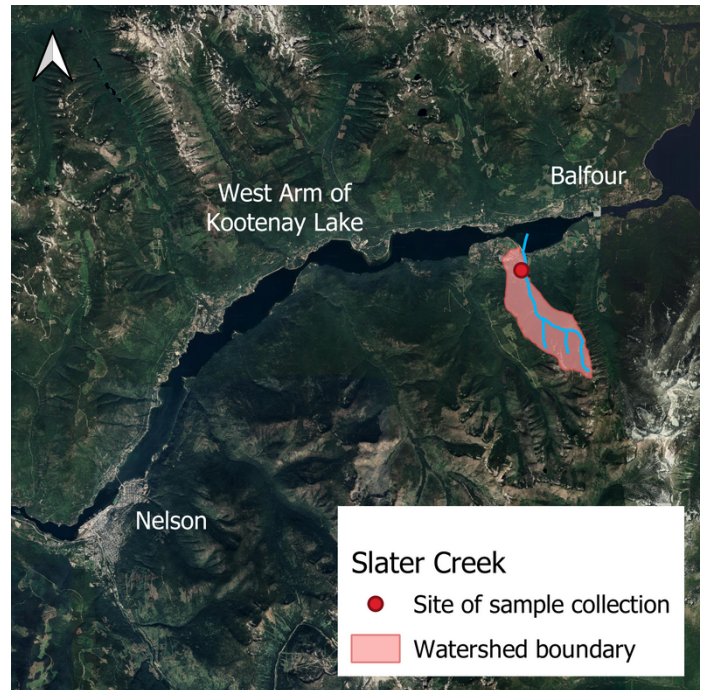 Balfour
West Arm of
Kootenay Lake
Nelson
Slater Creek
Site of sample collection
Watershed boundary